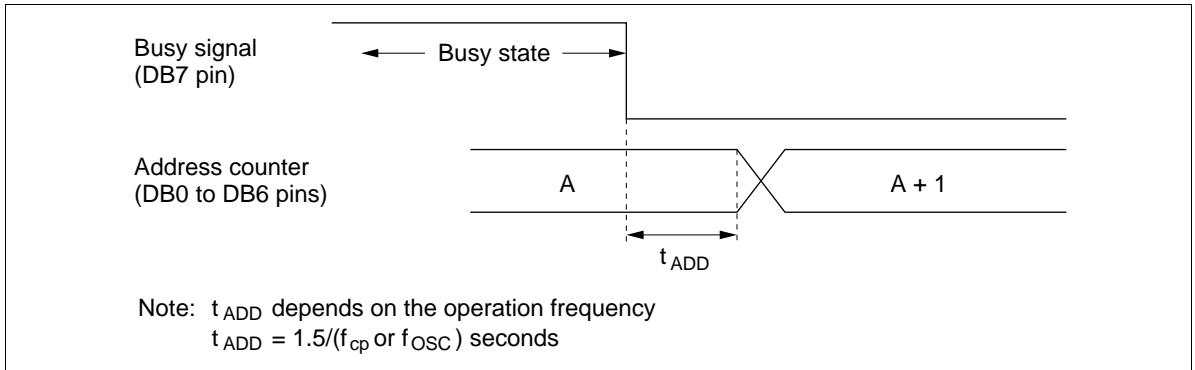 Busy signal
(DB7 pin)
Busy state
Address counter
(DB0 to DB6 pins)
A
A + 1
t ADD
Note: t ADD depends on the operation frequency
t ADD = 1.5/(f cp or f OSC ) seconds